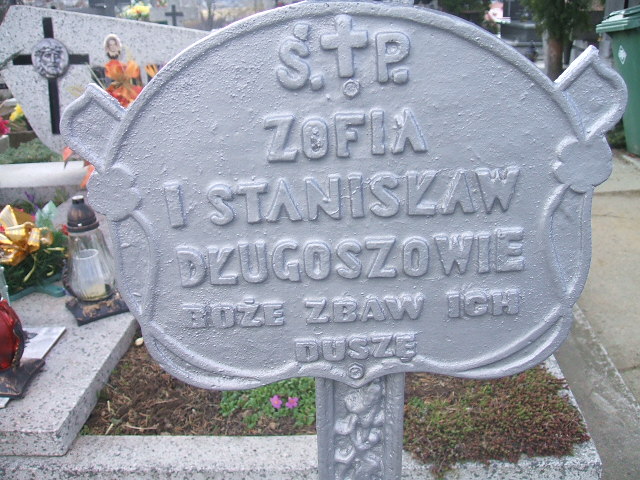 Ś.†P.
ZOFIA
I STANISŁAW
DŁUGOSZOWIE
BOŻE ZBAW ICH
DUSZĘ